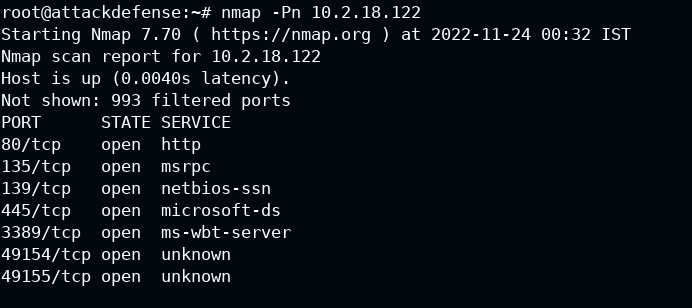 root@attackdefense:~# nmap -Pn 10.2.18.122
Starting Nmap 7.70 ( https://nmap.org ) at 2022-11-24 00:32 IST
Nmap scan report for 10.2.18.122
Host is up (0.0040s latency).
Not shown: 993 filtered ports
PORT      STATE SERVICE
80/tcp    open  http
135/tcp   open  msrpc
139/tcp   open  netbios-ssn
445/tcp   open  microsoft-ds
3389/tcp  open  ms-wbt-server
49154/tcp open  unknown
49155/tcp open  unknown